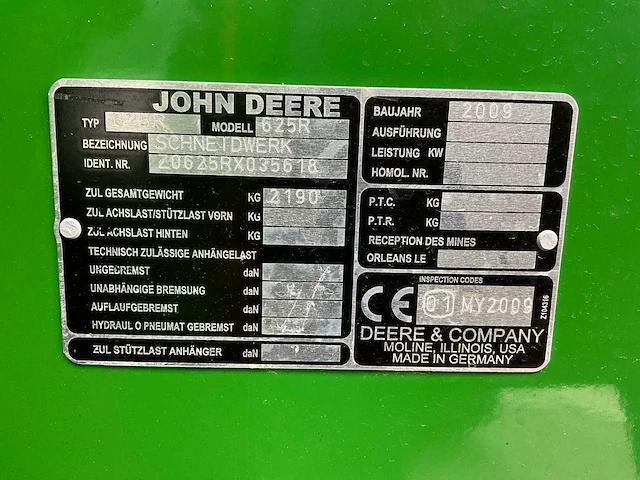 JOHN DEERE
TYP 625R MODELL 625R
BEZEICHNUNG SCHNEIDWERK
IDENT. NR. Z0625RX035618
ZUL GESAMTGEWICHT KG 2190
ZUL ACHSLAST/STÜTZLAST VORN KG
ZUL ACHSLAST HINTEN KG
TECHNISCH ZULÄSSIGE ANHÄNGELAST
UNGEBREMST daN
UNABHÄNGIGE BREMSUNG daN
AUFLAUFGEBREMST daN
HYDRAUL O PNEUMAT GEBREMST daN
ZUL STÜTZLAST ANHÄNGER daN
BAUJAHR 2009
AUSFÜHRUNG
LEISTUNG KW
HOMOL. NR.
P.T.C. KG
P.T.R. KG
RECEPTION DES MINES
ORLEANS LE
INSPECTION CODES
CE 01 MY2009
DEERE & COMPANY
MOLINE, ILLINOIS, USA
MADE IN GERMANY